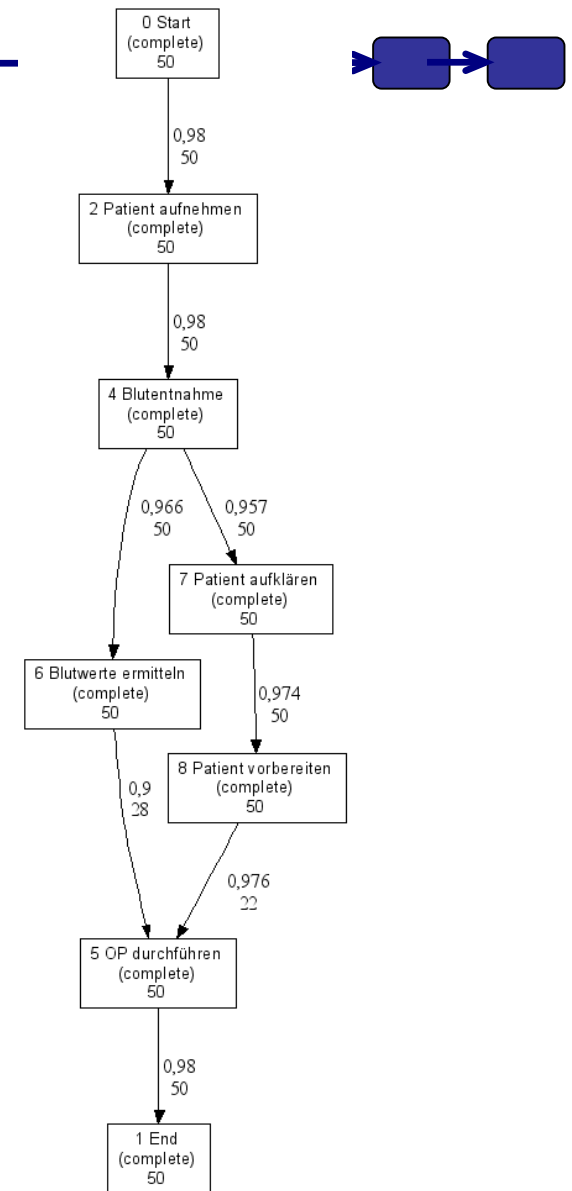 0 Start
(complete)
50
0,98
50
2 Patient aufnehmen
(complete)
50
0,98
50
4 Blutentnahme
(complete)
50
0,966
50
0,957
50
7 Patient aufklären
(complete)
50
6 Blutwerte ermitteln
(complete)
50
0,974
50
8 Patient vorbereiten
(complete)
50
0,9
28
0,976
22
5 OP durchführen
(complete)
50
0,98
50
1 End
(complete)
50